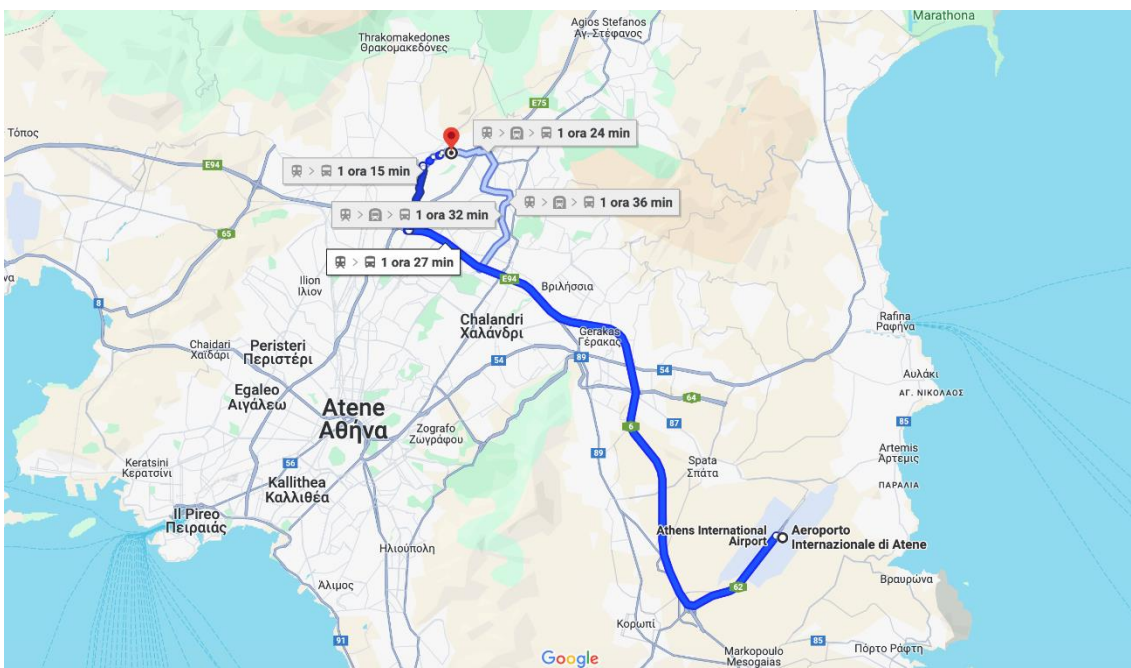 Marathona
Agios Stefanos
Αγ. Στέφανος
Thrakomakedones
Θρακομακεδόνες
E75
Τόπος
E94
1 ora 24 min
1 ora 15 min
1 ora 36 min
1 ora 32 min
65
1 ora 27 min
Ilion
Ιλιον
E94
Βριλήσσια
να
8
Chalandri
Χαλάνδρι
Gerakas
Γέρακας
Rafina
Ραφήνα
Chaidari
Χαϊδάρι
Peristeri
Περιστέρι
54
89
54
Αυλάκι
64
ΑΓ. ΝΙΚΟΛΑΟΣ
Egaleo
Αιγάλεω
Atene
Αθήνα
Zografo
Ζωγράφου
6
87
85
Artemis
Άρτεμις
89
Keratsini
Κερατσίνι
56
Spata
Σπάτα
ΠΑΡΑΛΙΑ
Kallithea
Καλλιθέα
Il Pireo
Πειραιάς
Athens International
Airport
Aeroporto
Internazionale di Atene
Ηλιούπολη
Άλιμος
62
Βραυρώνα
Κορωπί
91
85
Πόρτο Ράφτη
Markopoulo
Mesogaias
Google